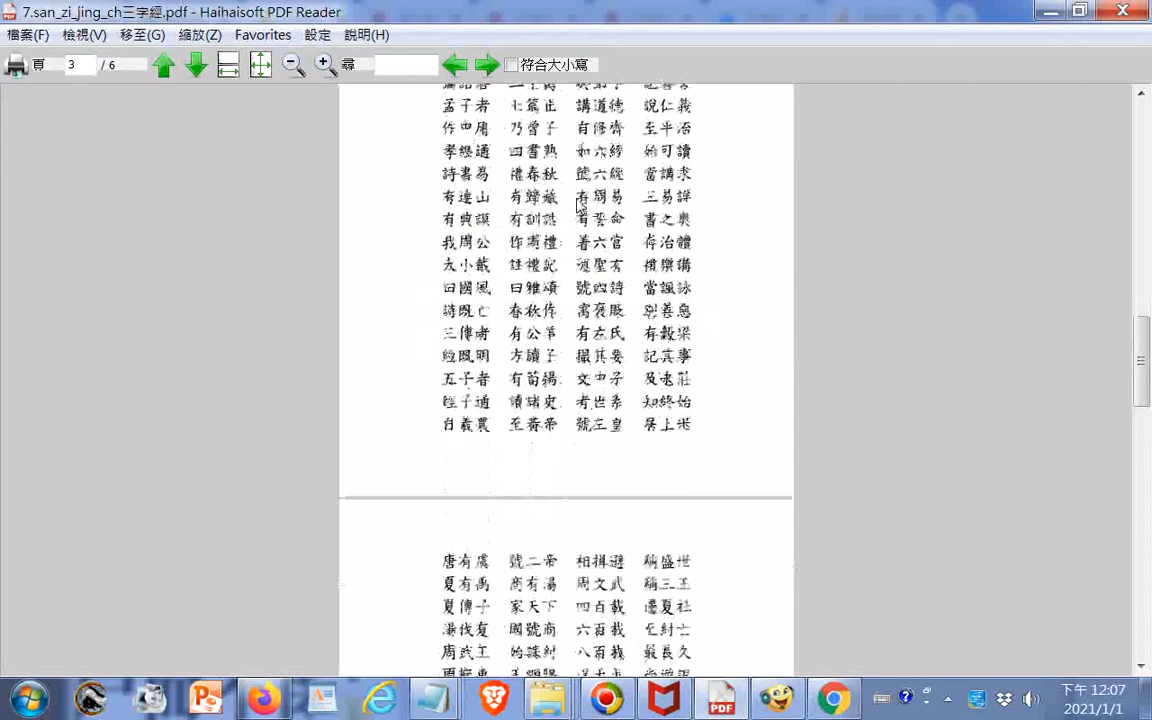 7.san_zi_jing_ch三字經.pdf - Haihaisoft PDF Reader
檔案(F) 檢視(V) 移至(G) 縮放(Z) Favorites 設定 說明(H)
頁 3 / 6 尋 符合大小寫
孟子者 七篇止 講道德 說仁義
作中庸 乃曾子 有修齊 至平治
孝經通 四書熟 如六經 始可讀
詩書易 禮春秋 號六經 當講求
有連山 有歸藏 有周易 三易詳
有典謨 有訓誥 有誓命 書之奧
我周公 作周禮 著六官 存治體
大小戴 註禮記 述聖言 禮樂備
曰國風 曰雅頌 號四詩 當諷詠
詩既亡 春秋作 寓褒貶 別善惡
三傳者 有公羊 有左氏 有穀梁
經既明 方讀子 撮其要 記其事
五子者 有荀揚 文中子 及老莊
經子通 讀諸史 考世系 知終始
自羲農 至黃帝 號三皇 居上世
唐有虞 號二帝 相揖遜 稱盛世
夏有禹 商有湯 周文武 稱三王
夏傳子 家天下 四百載 遷夏社
湯伐夏 國號商 六百載 至紂亡
周武王 始誅紂 八百載 最長久
PDF
下午 12:07
2021/1/1